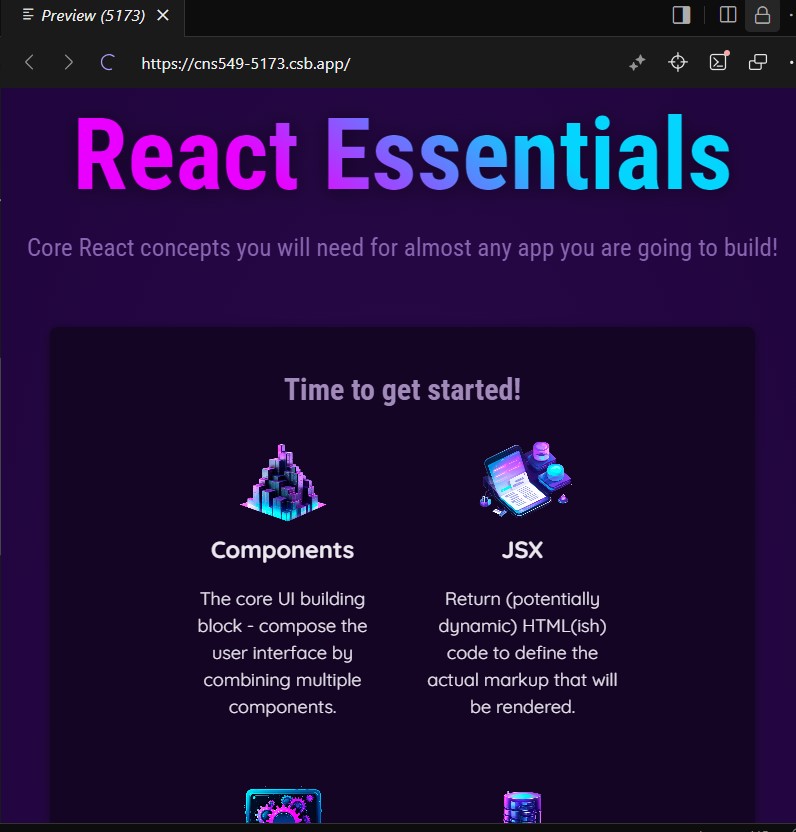 Preview (5173)
https://cns549-5173.csb.app/
React Essentials
Core React concepts you will need for almost any app you are going to build!
Time to get started!
Components
The core UI building
block - compose the
user interface by
combining multiple
components.
JSX
Return (potentially
dynamic) HTML(ish)
code to define the
actual markup that will
be rendered.